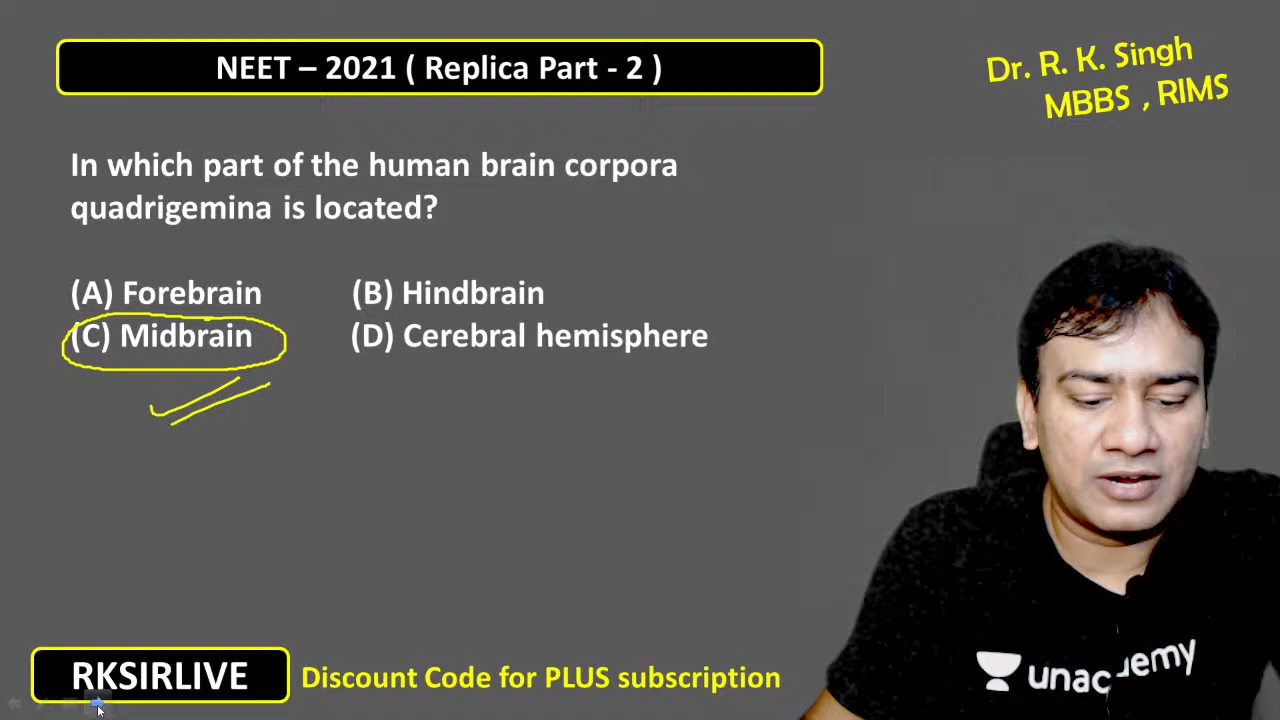 NEET – 2021 ( Replica Part - 2 )
Dr. R. K. Singh
MBBS , RIMS
In which part of the human brain corpora
quadrigemina is located?
(A) Forebrain (B) Hindbrain
(C) Midbrain (D) Cerebral hemisphere
unacademy
RKSIRLIVE Discount Code for PLUS subscription